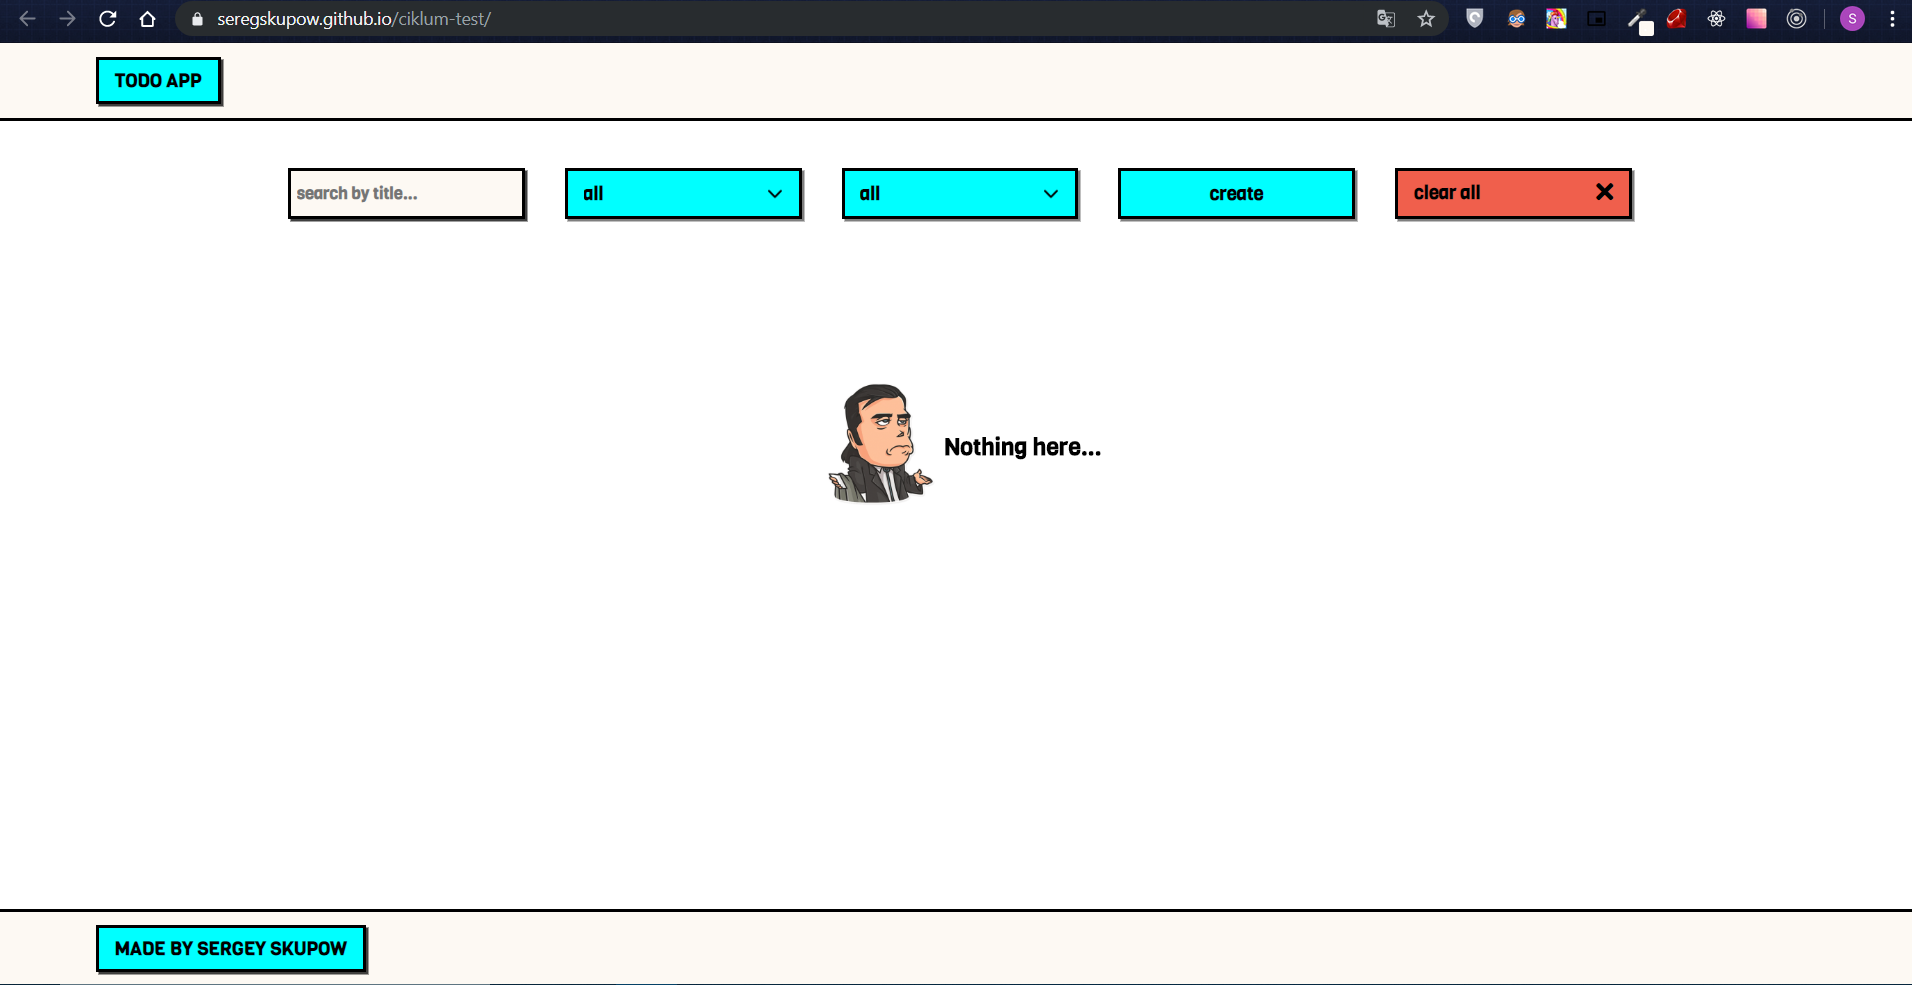 seregskupow.github.io/ciklum-test/
S
TODO APP
search by title...
all
all
create
clear all
Nothing here...
MADE BY SERGEY SKUPOW